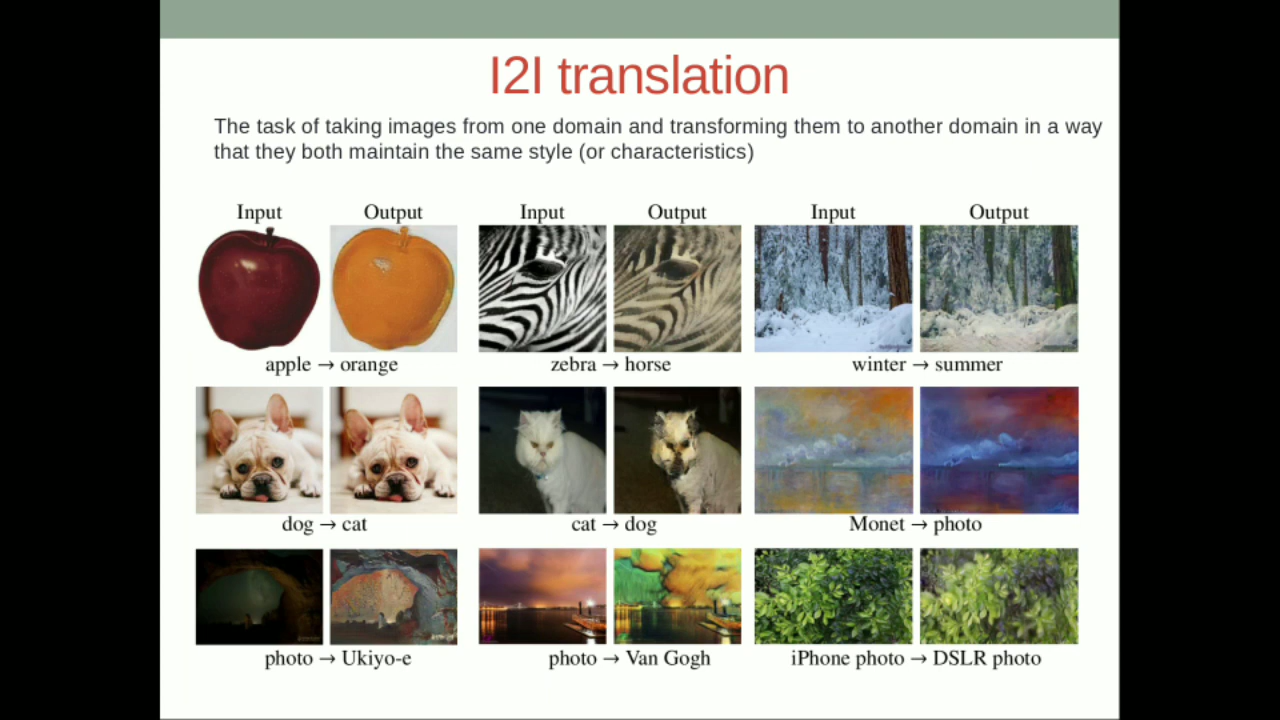 I2I translation
The task of taking images from one domain and transforming them to another domain in a way
that they both maintain the same style (or characteristics)
Input Output Input Output Input Output
apple → orange zebra → horse winter → summer
dog → cat cat → dog Monet → photo
photo → Ukiyo-e photo → Van Gogh iPhone photo → DSLR photo